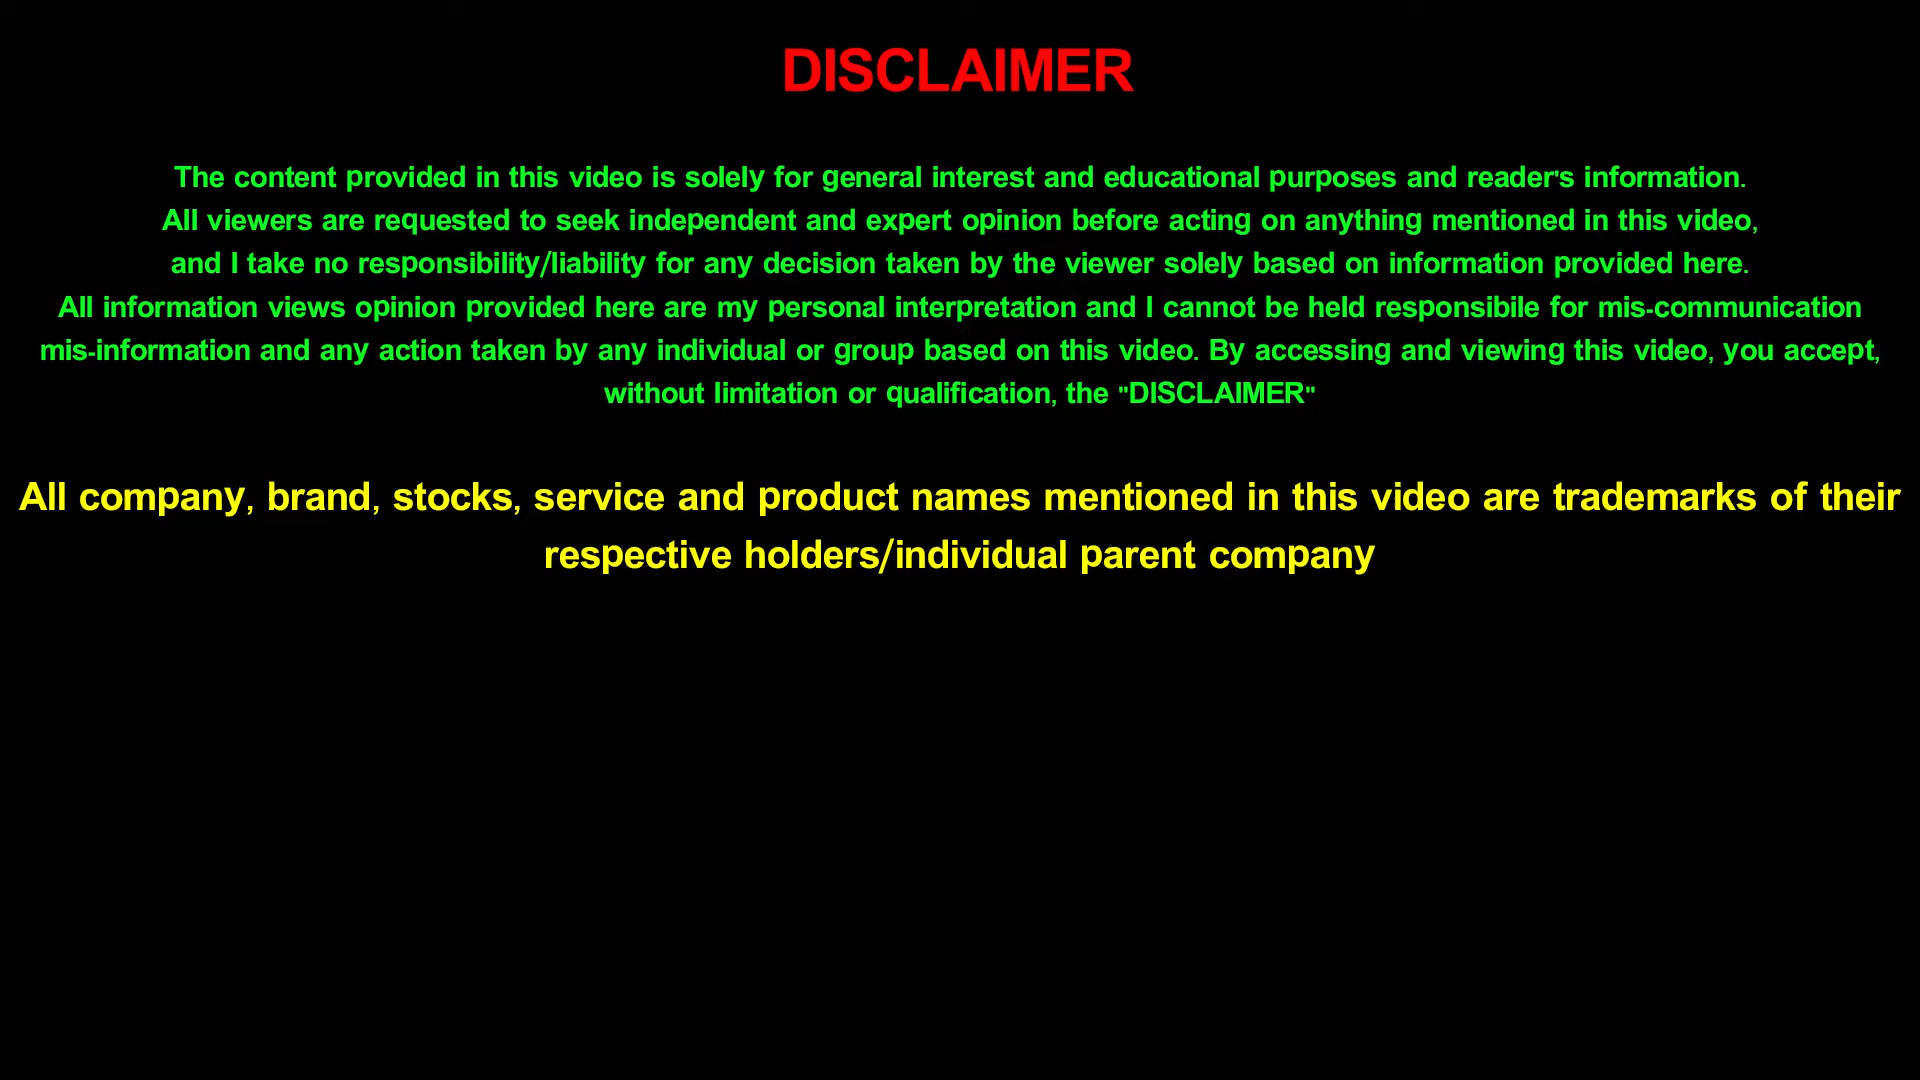 DISCLAIMER
The content provided in this video is solely for general interest and educational purposes and reader's information.
All viewers are requested to seek independent and expert opinion before acting on anything mentioned in this video,
and I take no responsibility/liability for any decision taken by the viewer solely based on information provided here.
All information views opinion provided here are my personal interpretation and I cannot be held responsibile for mis-communication
mis-information and any action taken by any individual or group based on this video. By accessing and viewing this video, you accept,
without limitation or qualification, the "DISCLAIMER"
All company, brand, stocks, service and product names mentioned in this video are trademarks of their
respective holders/individual parent company